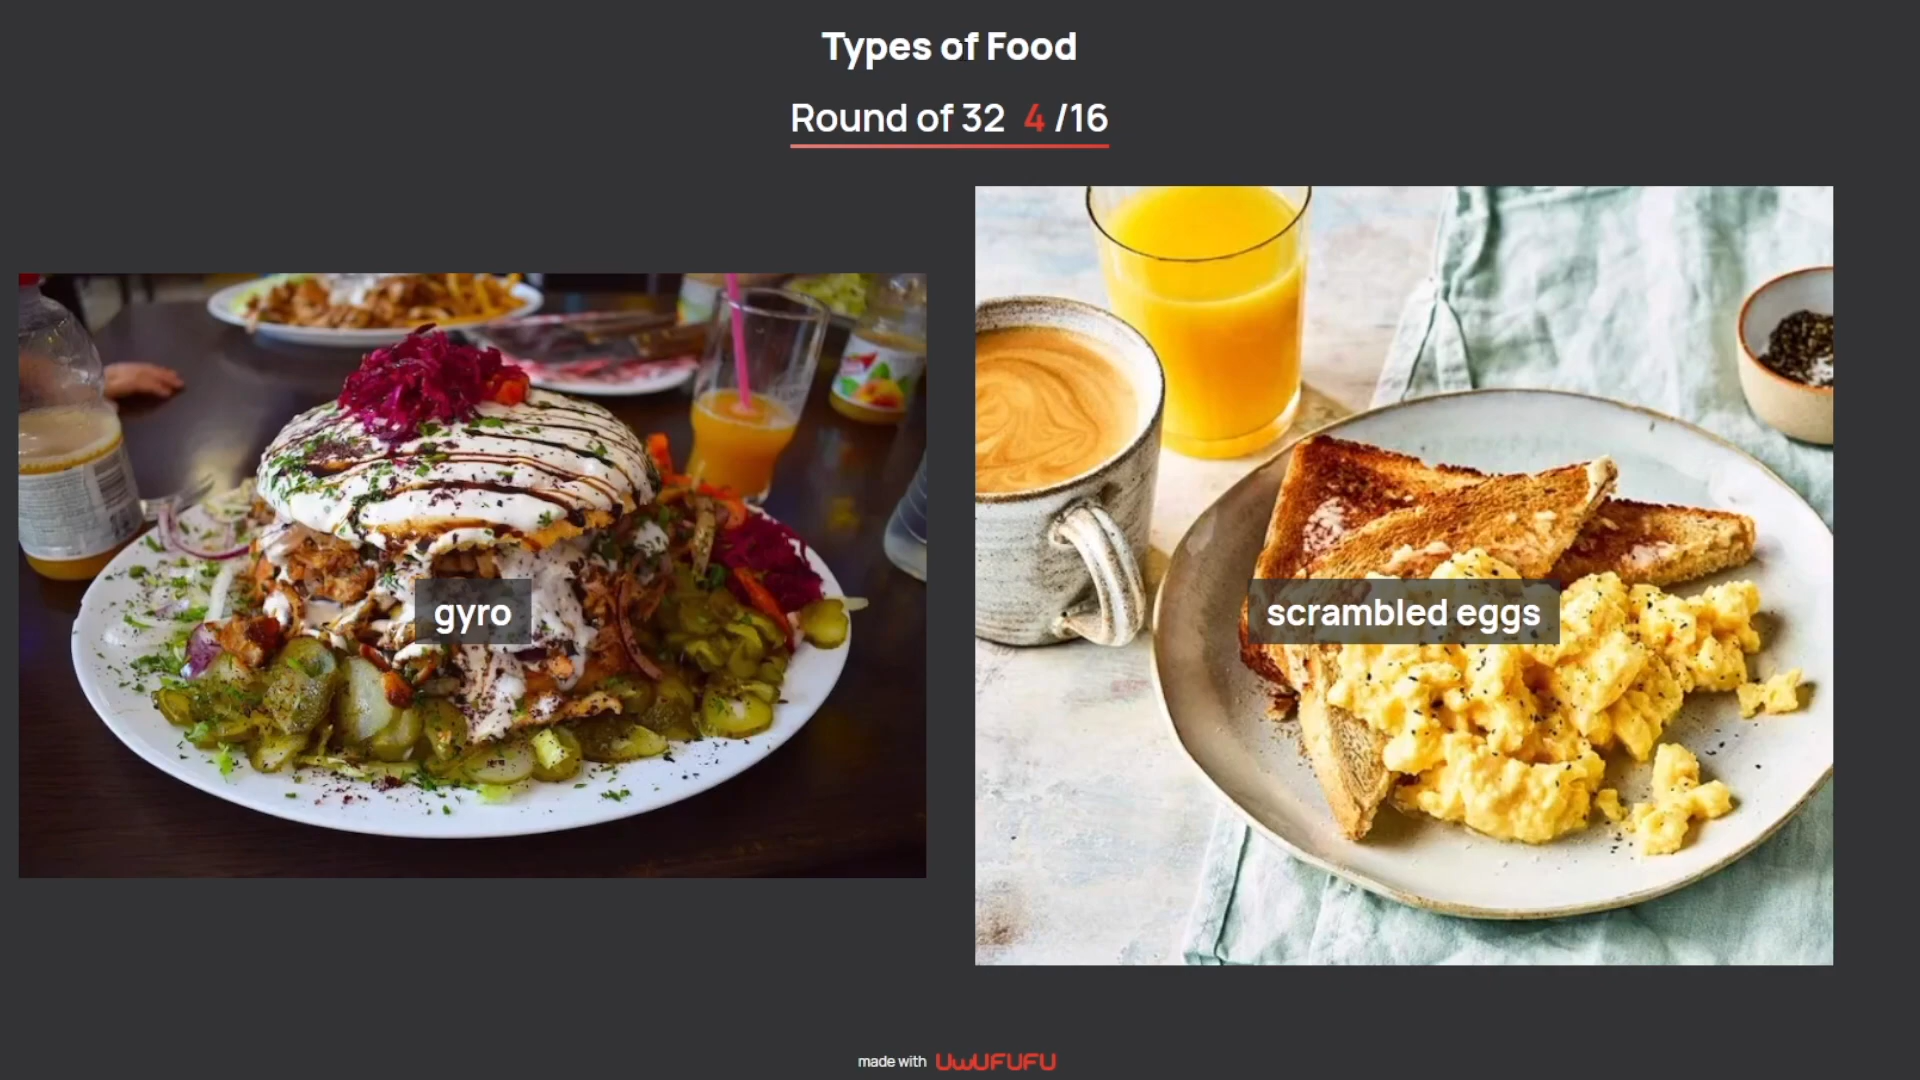 Types of Food
Round of 32 4 /16
gyro
scrambled eggs
made with UwUFUFU